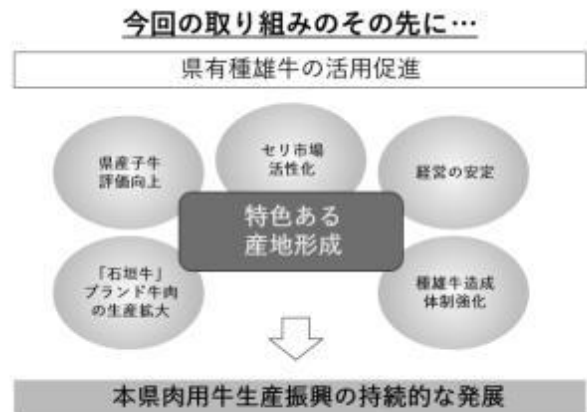 今回の取り組みのその先に…
県有種雄牛の活用促進
県産子牛
評価向上
セリ市場
活性化
経営の安定
特色ある
産地形成
「石垣牛」
ブランド牛肉
の生産拡大
種雄牛造成
体制強化
本県肉用牛生産振興の持続的な発展